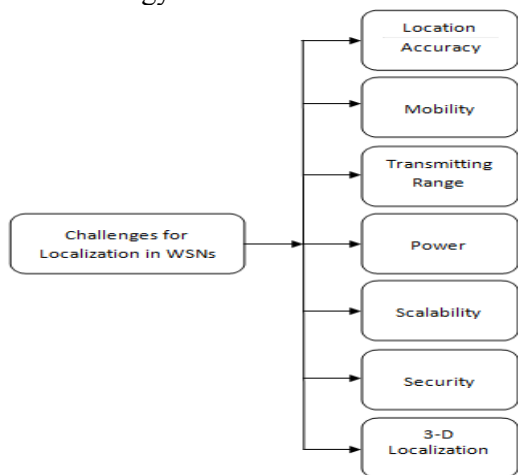 Location
Accuracy
Mobility
Transmitting
Range
Challenges for
Localization in WSNs
Power
Scalability
Security
3-D
Localization